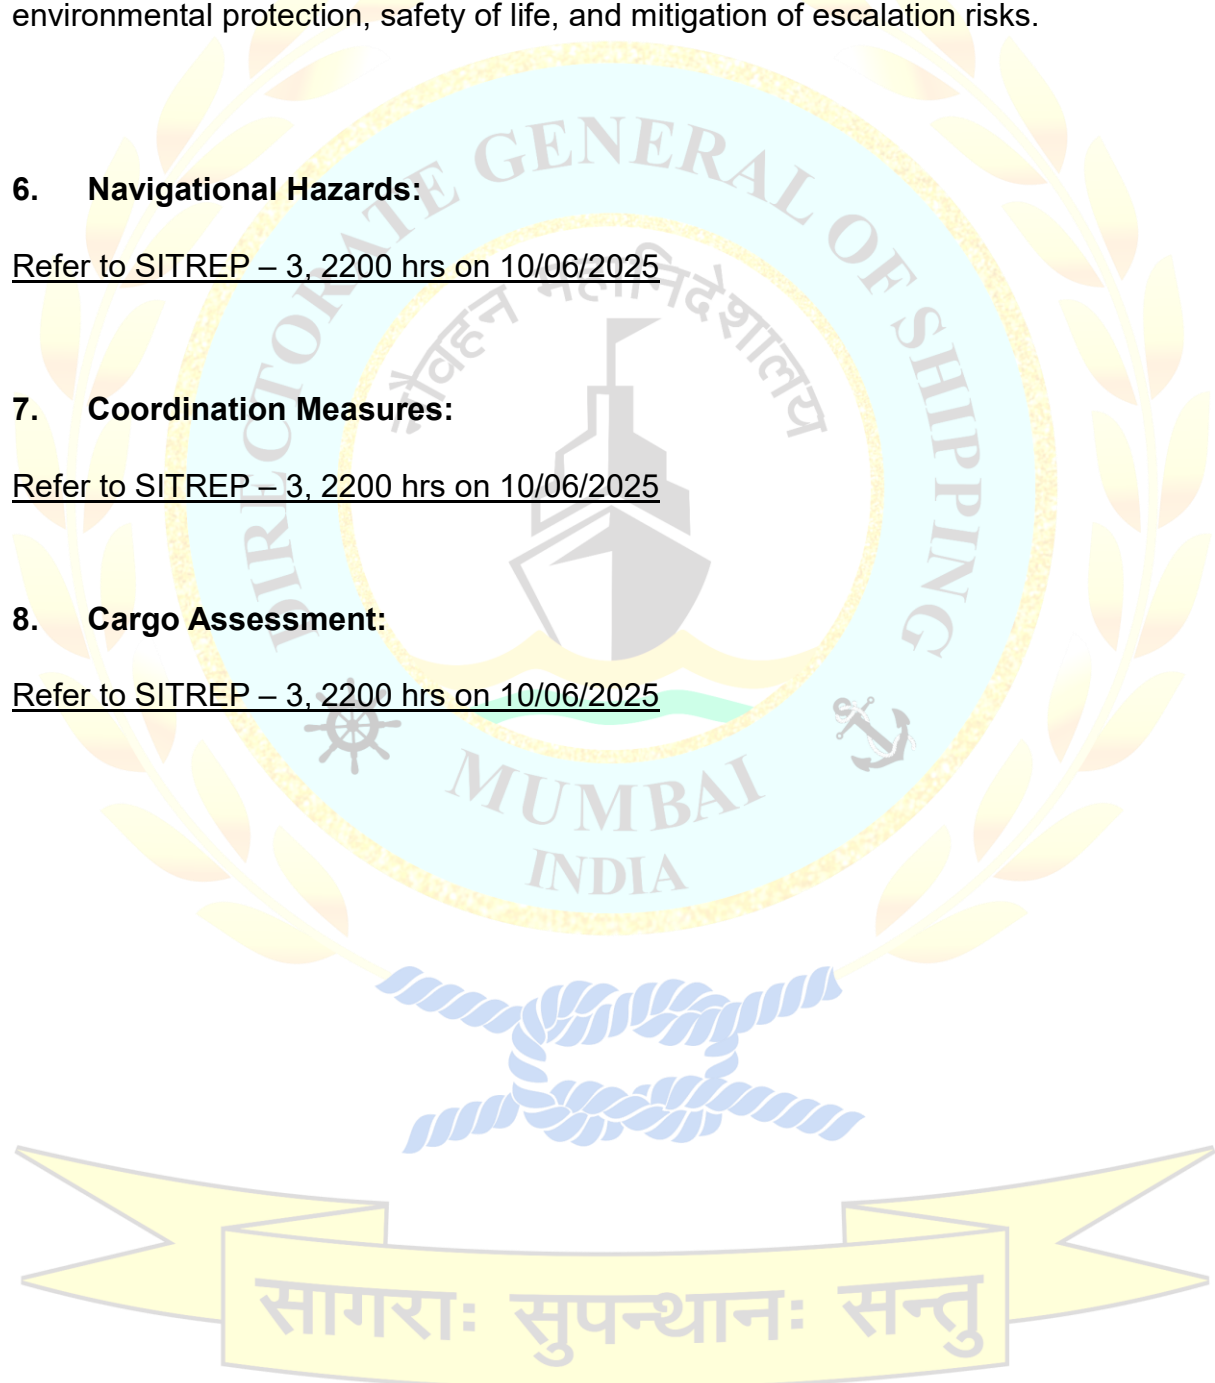 environmental protection, safety of life, and mitigation of escalation risks.
6. Navigational Hazards:
Refer to SITREP – 3, 2200 hrs on 10/06/2025
7. Coordination Measures:
Refer to SITREP – 3, 2200 hrs on 10/06/2025
8. Cargo Assessment:
Refer to SITREP – 3, 2200 hrs on 10/06/2025
DIRECTORATE GENERAL OF SHIPPING
नौवहन महानिदेशालय
MUMBAI
INDIA
सागराः सुपन्थानः सन्तु